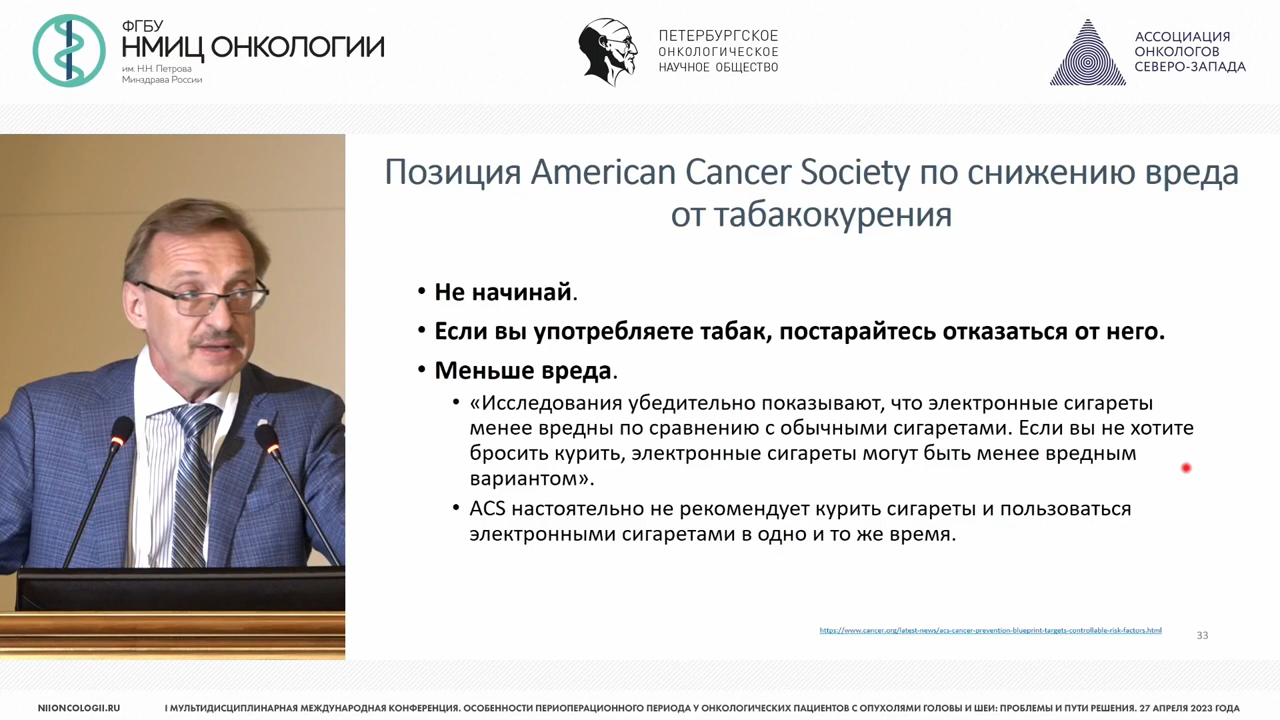 ФГБУ
НМИЦ ОНКОЛОГИИ
им. Н.Н. Петрова
Минздрава России
ПЕТЕРБУРГСКОЕ
ОНКОЛОГИЧЕСКОЕ
НАУЧНОЕ ОБЩЕСТВО
АССОЦИАЦИЯ
ОНКОЛОГОВ
СЕВЕРО-ЗАПАДА
Позиция American Cancer Society по снижению вреда
от табакокурения
• Не начинай.
• Если вы употребляете табак, постарайтесь отказаться от него.
• Меньше вреда.
• «Исследования убедительно показывают, что электронные сигареты
менее вредны по сравнению с обычными сигаретами. Если вы не хотите
бросить курить, электронные сигареты могут быть менее вредным
вариантом».
• ACS настоятельно не рекомендует курить сигареты и пользоваться
электронными сигаретами в одно и то же время.
https://www.cancer.org/latest-news/acs-cancer-prevention-blueprint-targets-controllable-risk-factors.html
33
NIIONCOLOGII.RU
I МУЛЬТИДИСЦИПЛИНАРНАЯ МЕЖДУНАРОДНАЯ КОНФЕРЕНЦИЯ. ОСОБЕННОСТИ ПЕРИОПЕРАЦИОННОГО ПЕРИОДА У ОНКОЛОГИЧЕСКИХ ПАЦИЕНТОВ С ОПУХОЛЯМИ ГОЛОВЫ И ШЕИ: ПРОБЛЕМЫ И ПУТИ РЕШЕНИЯ. 27 АПРЕЛЯ 2023 ГОДА